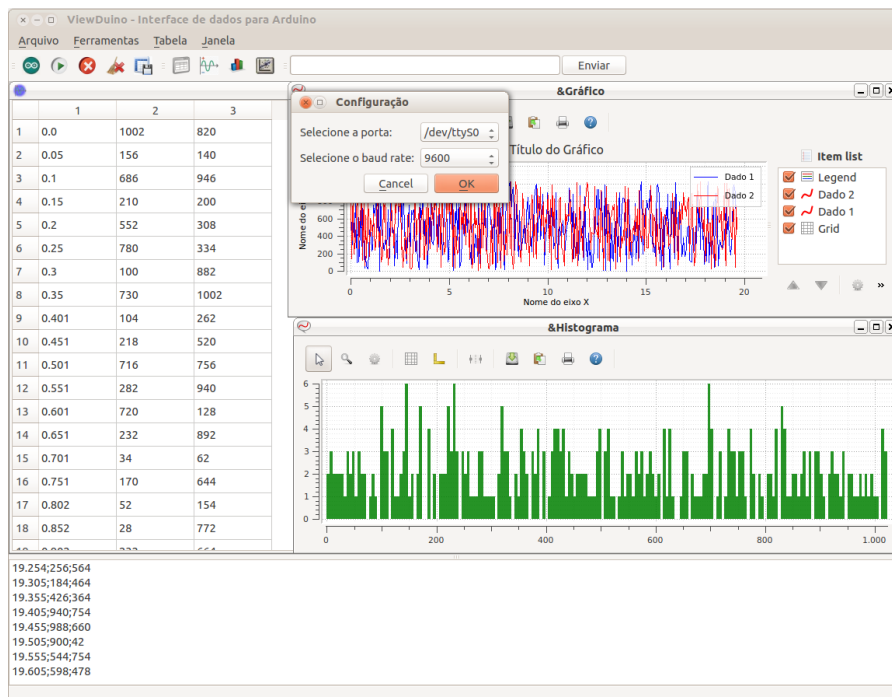 ViewDuino - Interface de dados para Arduino
Arquivo Ferramentas Tabela Janela
Enviar
1 2 3
1 0.0 1002 820
2 0.05 156 140
3 0.1 686 946
4 0.15 210 200
5 0.2 552 308
6 0.25 780 334
7 0.3 100 882
8 0.35 730 1002
9 0.401 104 262
10 0.451 218 520
11 0.501 716 756
12 0.551 282 940
13 0.601 720 128
14 0.651 232 892
15 0.701 34 62
16 0.751 170 644
17 0.802 52 154
18 0.852 28 772
&Gráfico
Configuração
Selecione a porta: /dev/ttyS0
Selecione o baud rate: 9600
Cancel OK
Título do Gráfico
Dado 1
Dado 2
600
400
200
0
0 5 10 15 20
Nome do eixo X
Item list
Legend
Dado 2
Dado 1
Grid
&Histograma
6
5
4
3
2
1
0
0 200 400 600 800 1.000
19.254;256;564
19.305;184;464
19.355;426;364
19.405;940;754
19.455;988;660
19.505;900;42
19.555;544;754
19.605;598;478